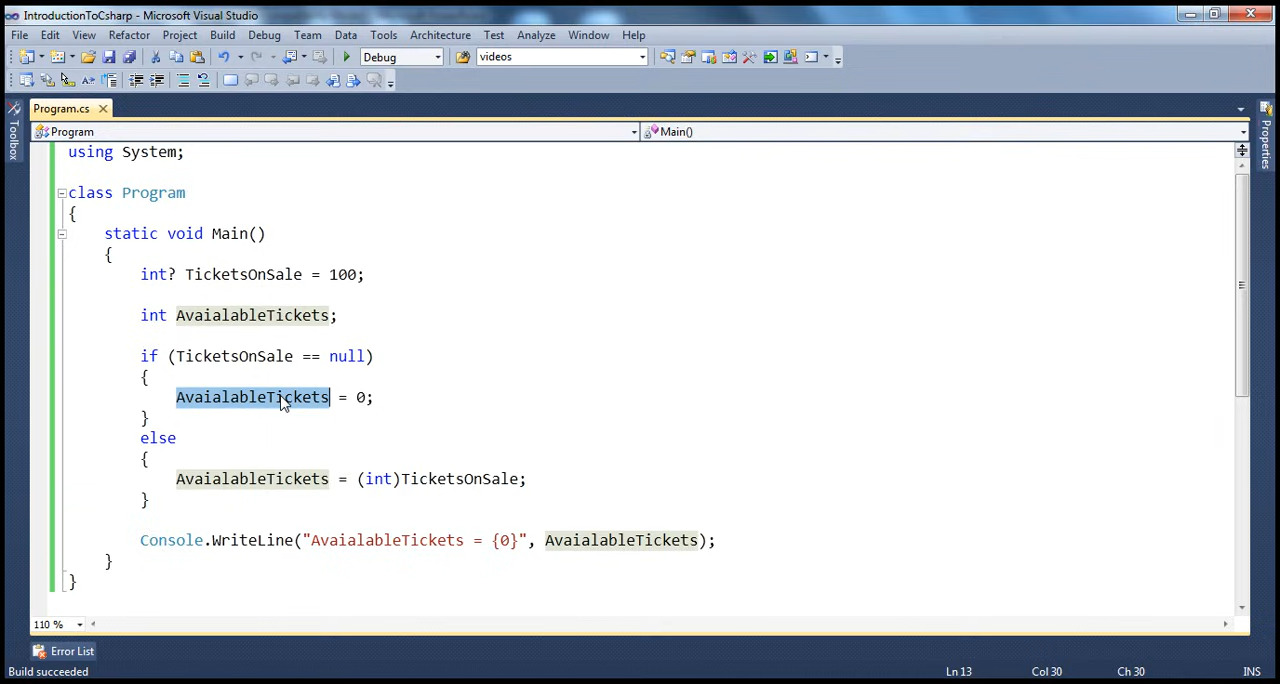 IntroductionToCsharp - Microsoft Visual Studio
File Edit View Refactor Project Build Debug Team Data Tools Architecture Test Analyze Window Help
Debug videos
Program.cs
Program Main()
Toolbox
Properties
using System;
class Program
{
static void Main()
{
int? TicketsOnSale = 100;
int AvaialableTickets;
if (TicketsOnSale == null)
{
AvaialableTickets = 0;
}
else
{
AvaialableTickets = (int)TicketsOnSale;
}
Console.WriteLine("AvaialableTickets = {0}", AvaialableTickets);
}
}
110 %
Error List
Build succeeded Ln 13 Col 30 Ch 30 INS